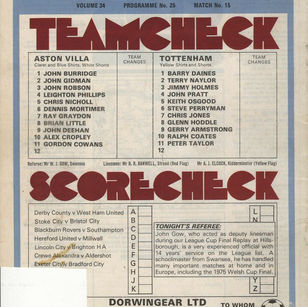 VOLUME 34 PROGRAMME No. 25 MATCH No. 15
TEAMCHECK
ASTON VILLA
Claret and Blue Shirts, White Shorts
TEAM CHANGES
1 JOHN BURRIDGE
2 JOHN GIDMAN
3 JOHN ROBSON
4 LEIGHTON PHILLIPS
5 CHRIS NICHOLL
6 DENNIS MORTIMER
7 RAY GRAYDON
8 BRIAN LITTLE
9 JOHN DEEHAN
10 ALEX CROPLEY
11 GORDON COWANS
12
TOTTENHAM
Yellow Shirts and Shorts
TEAM CHANGES
1 BARRY DAINES
2 TERRY NAYLOR
3 JIMMY HOLMES
4 JOHN PRATT
5 KEITH OSGOOD
6 STEVE PERRYMAN
7 CHRIS JONES
8 GLENN HODDLE
9 GERRY ARMSTRONG
10 RALPH COATES
11 PETER TAYLOR
12
Referee: Mr W. J. GOW, Swansea Linesmen: Mr B. R. HANWELL, Stroud (Red Flag) Mr A. J. Kidderminster (Yellow Flag)
SCORECHECK
Derby County v West Ham United
Stoke City v Bristol City
Blackburn Rovers v Southampton
Hereford United v Millwall
Lincoln City v Brighton H A
Crewe Alexandra v Aldershot
Exeter City v Bradford City
A
B
C
D
E
F
G
H
J
K
L
N
TONIGHT'S REFEREE:
John Gow, who acted as deputy linesman
during our League Cup Final Replay at Hills-
borough, is a very experienced official with
14 years' service on the League list. A
schoolmaster from Swansea, he has handled
many important matches at home and in
Europe, including the 1975 Welsh Cup Final.
Y
Z
DORWINGEAR LTD
TO WHOM